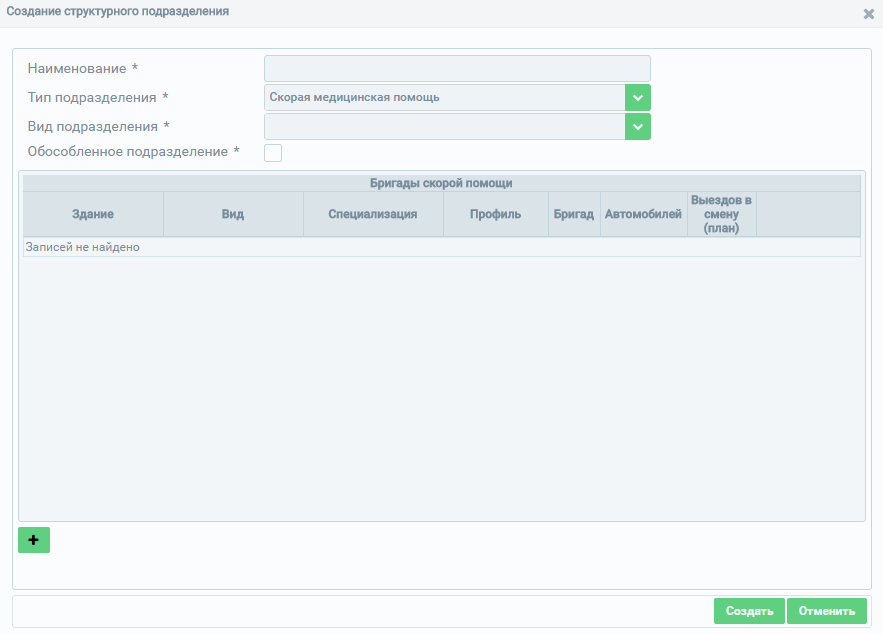 Создание структурного подразделения
Наименование *
Тип подразделения *
Скорая медицинская помощь
Вид подразделения *
Обособленное подразделение *
Бригады скорой помощи
Здание
Вид
Специализация
Профиль
Бригад
Автомобилей
Выездов в
смену
(план)
Записей не найдено
Создать
Отменить